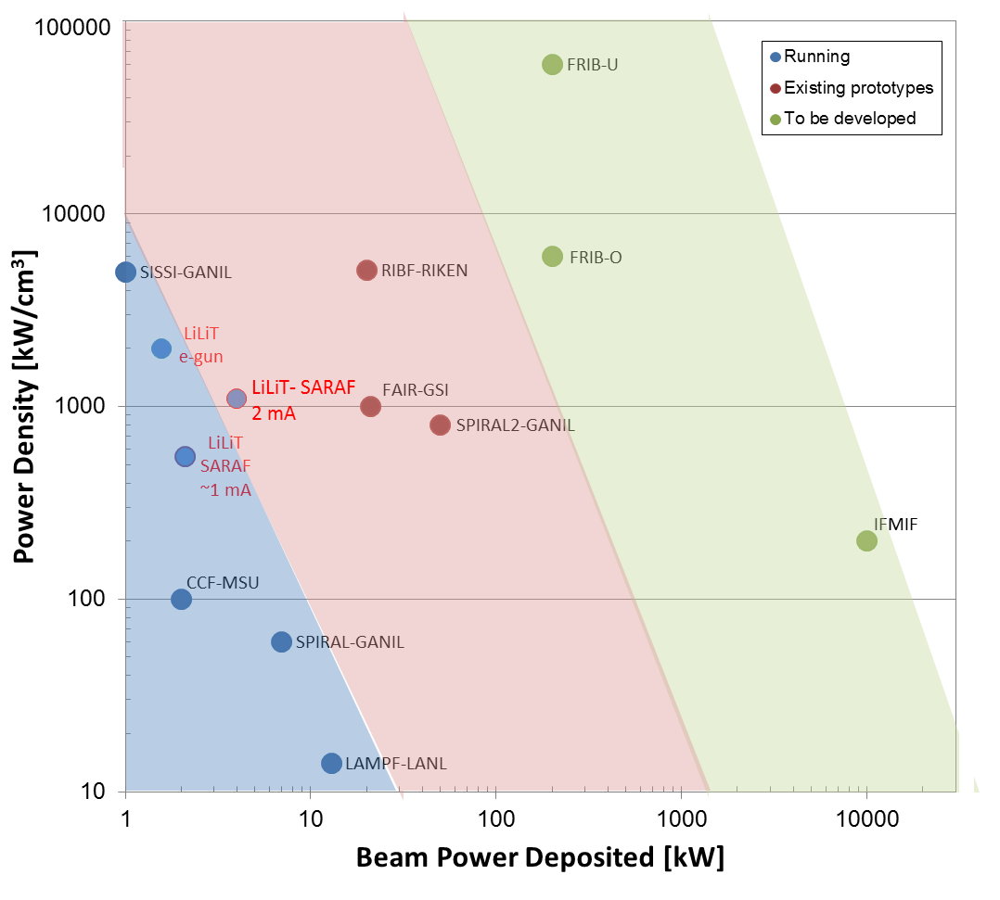 100000
FRIB-U
Running
Existing prototypes
To be developed
10000
Power Density [kW/cm³]
SISSI-GANIL
RIBF-RIKEN
FRIB-O
LiLiT
e-gun
LiLiT- SARAF
2 mA
FAIR-GSI
1000
SPIRAL2-GANIL
LiLiT
SARAF
~1 mA
IFMIF
CCF-MSU
100
SPIRAL-GANIL
LAMPF-LANL
10
1
10
100
1000
10000
Beam Power Deposited [kW]